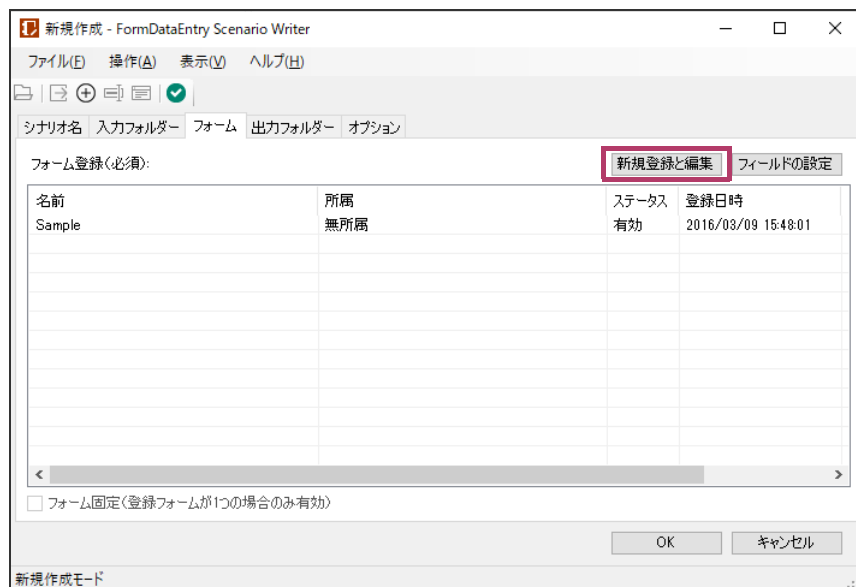 新規作成 - FormDataEntry Scenario Writer
ファイル(F) 操作(A) 表示(V) ヘルプ(H)
シナリオ名 入力フォルダー フォーム 出力フォルダー オプション
フォーム登録(必須): 新規登録と編集 フィールドの設定
名前 所属 ステータス 登録日時
Sample 無所属 有効 2016/03/09 15:48:01
フォーム固定(登録フォームが1つの場合のみ有効)
OK キャンセル
新規作成モード